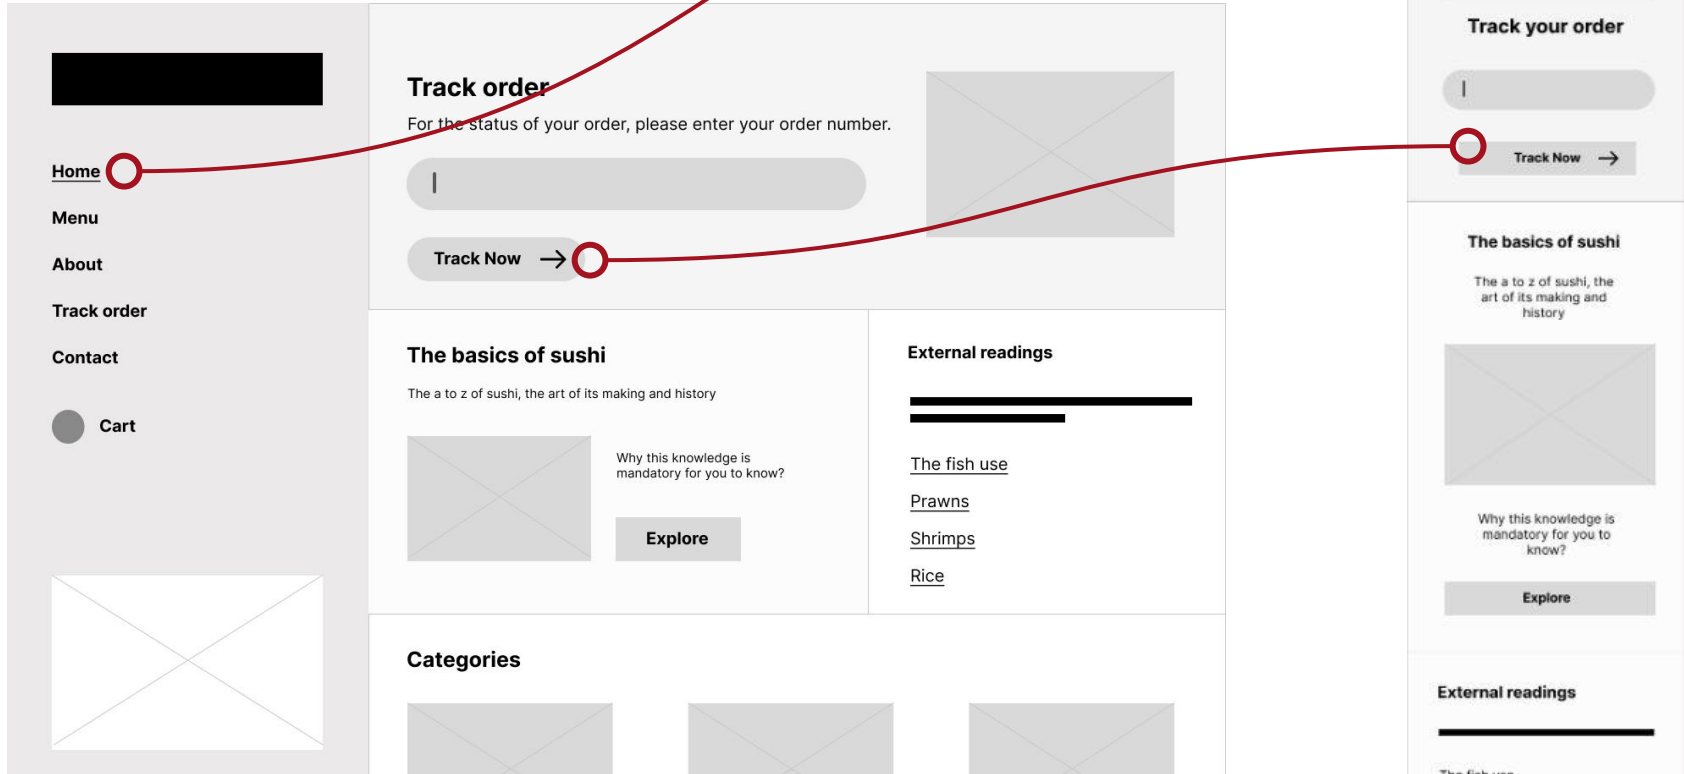 Home
Menu
About
Track order
Contact
Cart
Track order
For the status of your order, please enter your order number.
Track Now
The basics of sushi
The a to z of sushi, the art of its making and history
Why this knowledge is
mandatory for you to know?
Explore
External readings
The fish use
Prawns
Shrimps
Rice
Categories
Track your order
Track Now
The basics of sushi
The a to z of sushi, the
art of its making and
history
Why this knowledge is
mandatory for you to
know?
Explore
External readings
The fish use